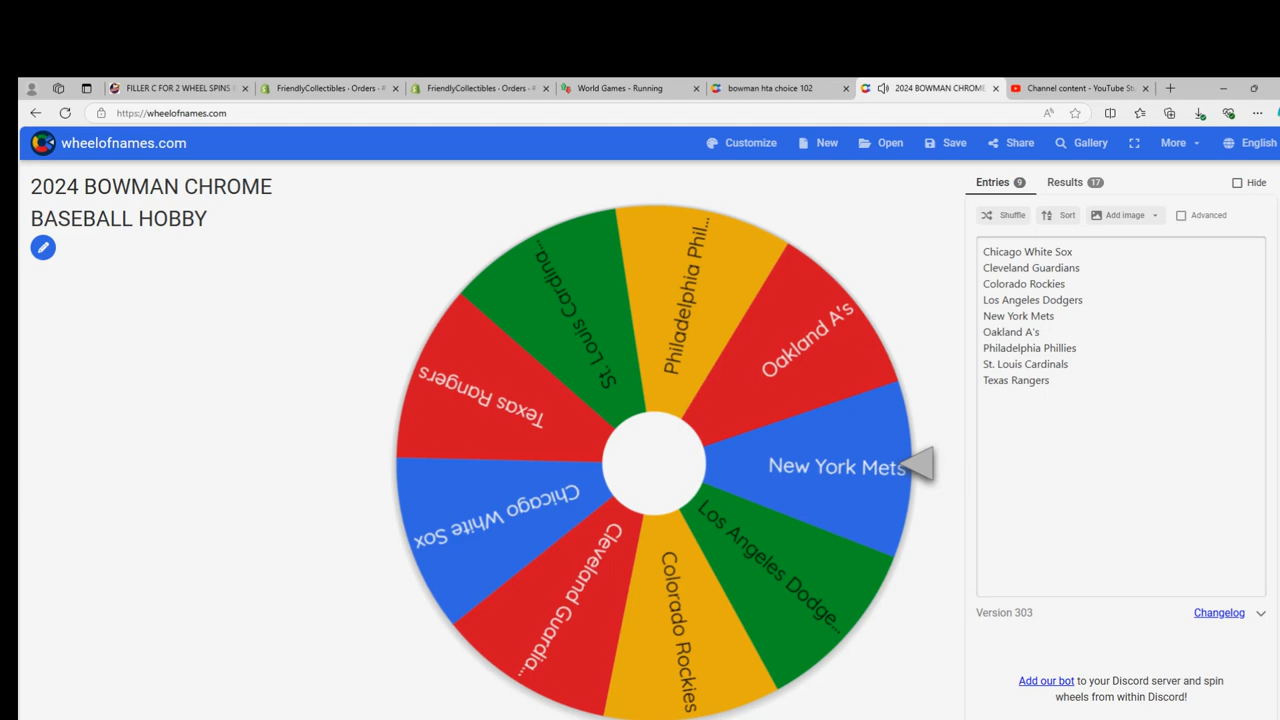 FILLER C FOR 2 WHEEL SPINS
FriendlyCollectibles · Orders ·
FriendlyCollectibles · Orders ·
World Games - Running
bowman hta choice 102
2024 BOWMAN CHROME
Channel content - YouTube St
https://wheelofnames.com
wheelofnames.com
Customize
New
Open
Save
Share
Gallery
More
English
2024 BOWMAN CHROME
BASEBALL HOBBY
Entries 9
Results 17
Hide
Shuffle
Sort
Add image
Advanced
Chicago White Sox
Cleveland Guardians
Colorado Rockies
Los Angeles Dodgers
New York Mets
Oakland A's
Philadelphia Phillies
St. Louis Cardinals
Texas Rangers
Philadelphia Phil...
Oakland A's
New York Mets
Los Angeles Dodge...
Colorado Rockies
Cleveland Guardia...
Chicago White Sox
Texas Rangers
St. Louis Cardina...
Version 303
Changelog
Add our bot to your Discord server and spin
wheels from within Discord!